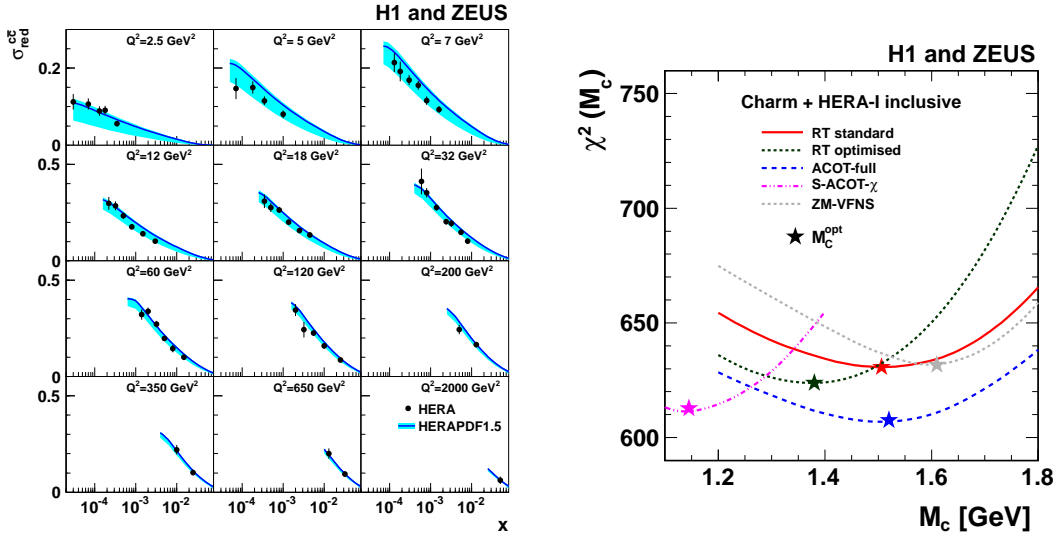 H1 and ZEUS
σ_red^cc̄
Q²=2.5 GeV²
Q²= 5 GeV²
Q²= 7 GeV²
0.2
0
Q²=12 GeV²
Q²=18 GeV²
Q²=32 GeV²
0.5
0
Q²=60 GeV²
Q²=120 GeV²
Q²=200 GeV²
0.5
0
Q²=350 GeV²
Q²=650 GeV²
Q²=2000 GeV²
0.5
HERA
HERAPDF1.5
0
10⁻⁴ 10⁻³ 10⁻² 10⁻⁴ 10⁻³ 10⁻² 10⁻⁴ 10⁻³ 10⁻²
x
H1 and ZEUS
χ² (M_c)
750
700
650
600
Charm + HERA-I inclusive
RT standard
RT optimised
ACOT-full
S-ACOT-χ
ZM-VFNS
M_C^opt
1.2 1.4 1.6 1.8
M_c [GeV]